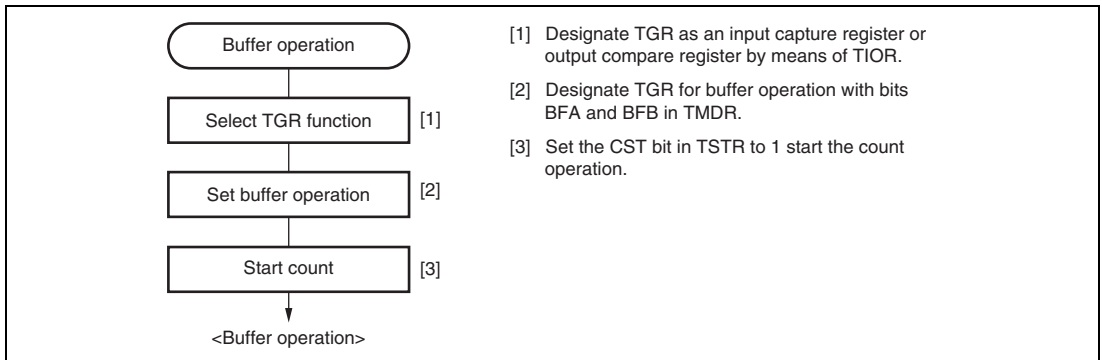 Buffer operation
Select TGR function [1]
Set buffer operation [2]
Start count [3]
<Buffer operation>
[1] Designate TGR as an input capture register or
output compare register by means of TIOR.
[2] Designate TGR for buffer operation with bits
BFA and BFB in TMDR.
[3] Set the CST bit in TSTR to 1 start the count
operation.